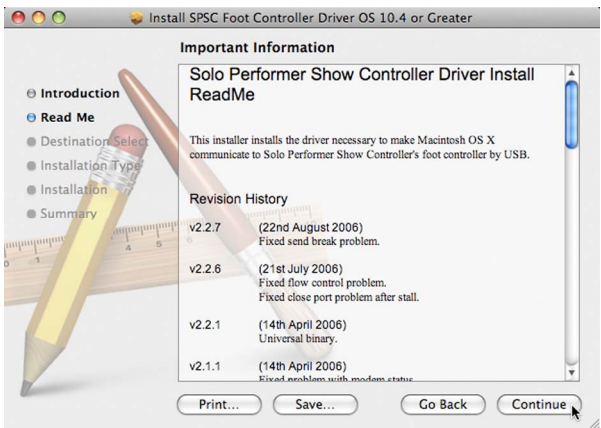 Install SPSC Foot Controller Driver OS 10.4 or Greater
Important Information
Introduction
Read Me
Destination Select
Installation Type
Installation
Summary
Solo Performer Show Controller Driver Install
ReadMe
This installer installs the driver necessary to make Macintosh OS X
communicate to Solo Performer Show Controller's foot controller by USB.
Revision History
v2.2.7 (22nd August 2006)
Fixed send break problem.
v2.2.6 (21st July 2006)
Fixed flow control problem.
Fixed close port problem after stall.
v2.2.1 (14th April 2006)
Universal binary.
v2.1.1 (14th April 2006)
Fixed problem with modem status
Print... Save... Go Back Continue